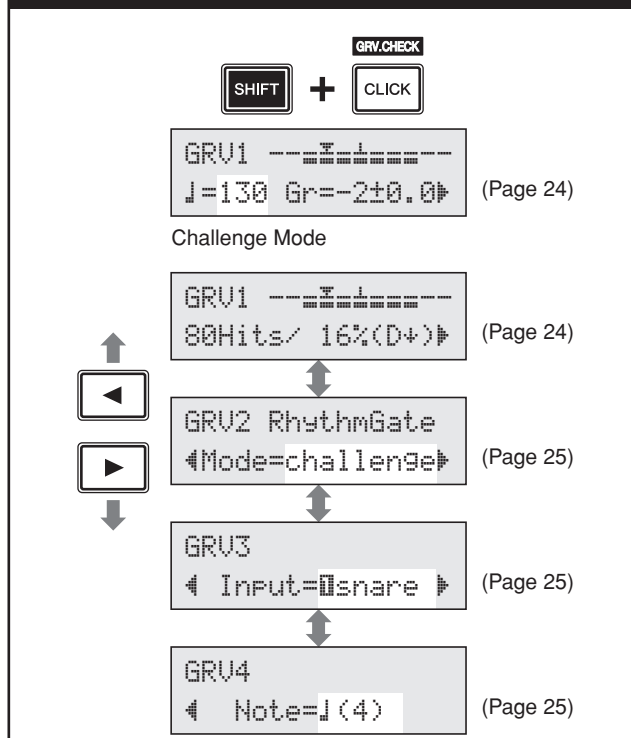 GRV.CHECK
SHIFT + CLICK
GRV1
♩=130 Gr=-2±0.0
(Page 24)
Challenge Mode
GRV1
80Hits/ 16%(D↓)
(Page 24)
GRV2 RhythmGate
Mode=challenge
(Page 25)
GRV3
Input=1snare
(Page 25)
GRV4
Note=♩(4)
(Page 25)